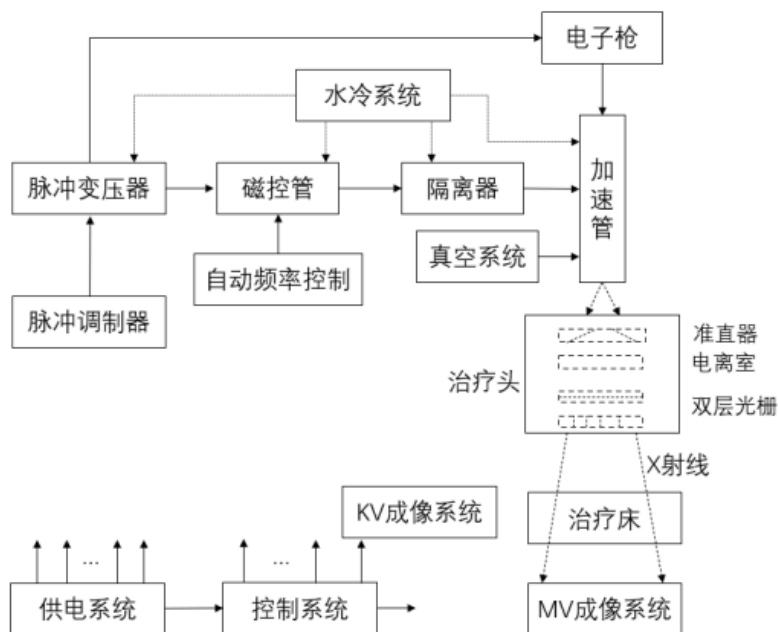 电子枪
水冷系统
脉冲变压器
磁控管
隔离器
加速管
真空系统
自动频率控制
脉冲调制器
准直器
电离室
治疗头
双层光栅
X射线
KV成像系统
治疗床
...
...
供电系统
控制系统
MV成像系统